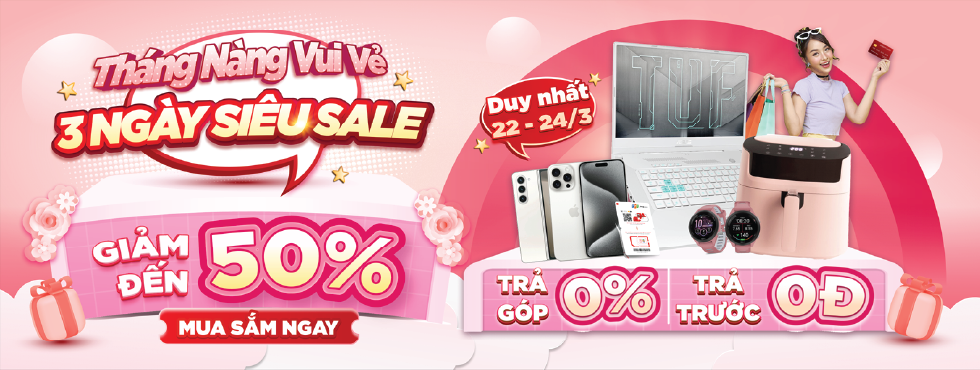 Tháng Nàng Vui Vẻ
3 NGÀY SIÊU SALE
GIẢM
ĐẾN
50%
MUA SẮM NGAY
Duy nhất
22 - 24/3
TUF
TRẢ
GÓP
0%
TRẢ
TRƯỚC
0Đ